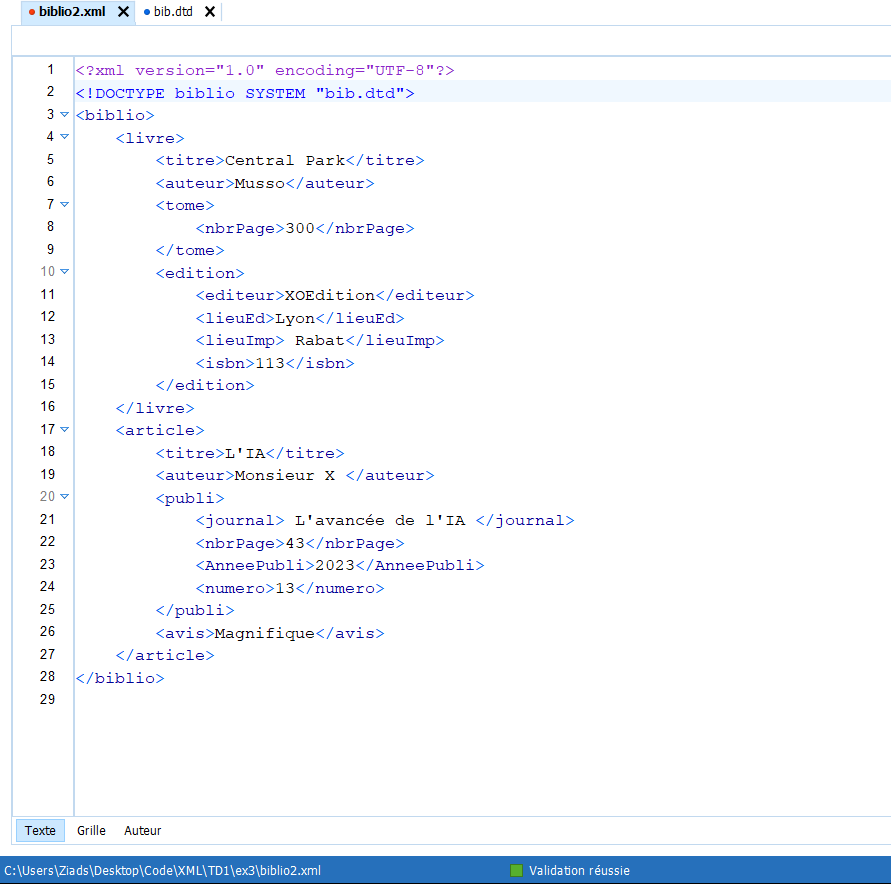 biblio2.xml bib.dtd
1 <?xml version="1.0" encoding="UTF-8"?>
2 <!DOCTYPE biblio SYSTEM "bib.dtd">
3 <biblio>
4     <livre>
5         <titre>Central Park</titre>
6         <auteur>Musso</auteur>
7         <tome>
8             <nbrPage>300</nbrPage>
9         </tome>
10         <edition>
11             <editeur>XOEdition</editeur>
12             <lieuEd>Lyon</lieuEd>
13             <lieuImp> Rabat</lieuImp>
14             <isbn>113</isbn>
15         </edition>
16     </livre>
17     <article>
18         <titre>L'IA</titre>
19         <auteur>Monsieur X </auteur>
20         <publi>
21             <journal> L'avancée de l'IA </journal>
22             <nbrPage>43</nbrPage>
23             <AnneePubli>2023</AnneePubli>
24             <numero>13</numero>
25         </publi>
26         <avis>Magnifique</avis>
27     </article>
28 </biblio>
29
Texte Grille Auteur
C:\Users\Ziads\Desktop\Code\XML\TD1\ex3\biblio2.xml Validation réussie